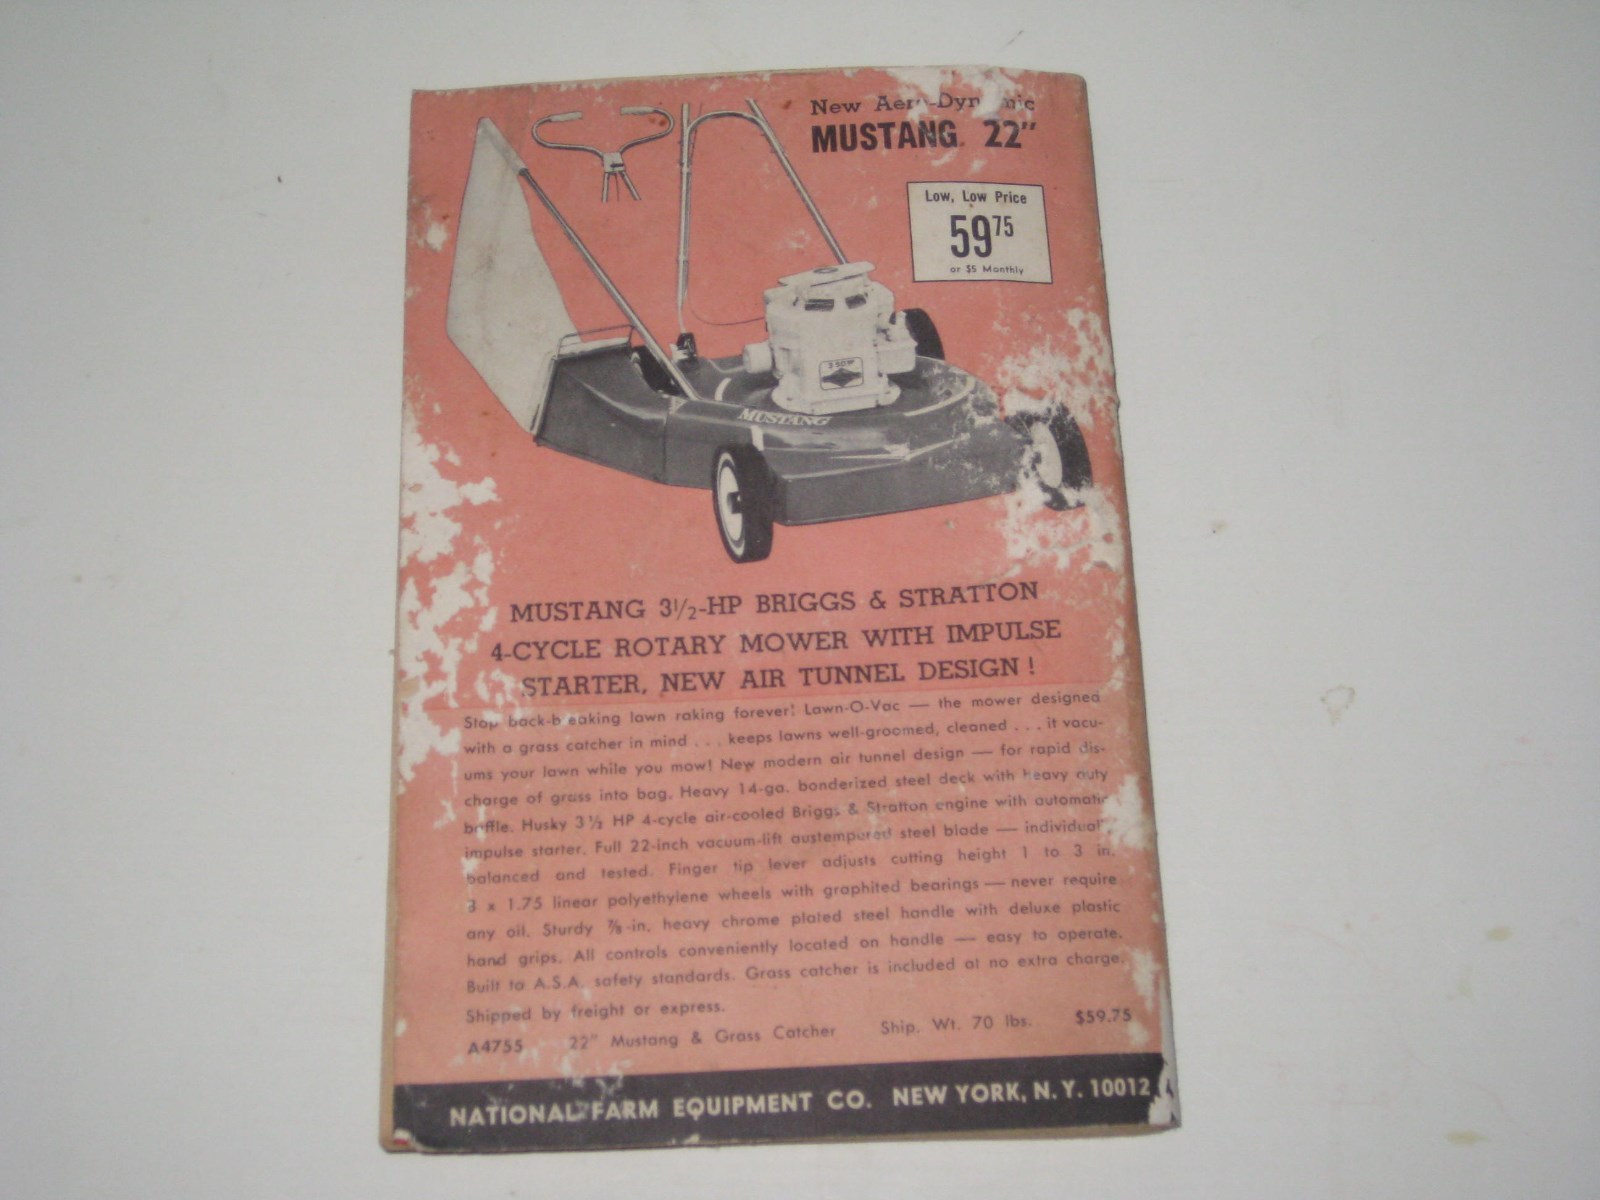 New Aero-Dynamic
MUSTANG 22"
Low, Low Price
59 75
or $5 Monthly
3 50W
MUSTANG
MUSTANG 3½-HP BRIGGS & STRATTON
4-CYCLE ROTARY MOWER WITH IMPULSE
STARTER, NEW AIR TUNNEL DESIGN!
Stop back-breaking lawn raking forever! Lawn-O-Vac — the mower designed
with a grass catcher in mind . . . keeps lawns well-groomed, cleaned . . . it vacu-
ums your lawn while you mow! New modern air tunnel design — for rapid dis-
charge of grass into bag. Heavy 14-ga. bonderized steel deck with heavy duty
baffle. Husky 3½ HP 4-cycle air-cooled Briggs & Stratton engine with automatic
impulse starter. Full 22-inch vacuum-lift austempered steel blade — individual
balanced and tested. Finger tip lever adjusts cutting height 1 to 3 in.
x 1.75 linear polyethylene wheels with graphited bearings — never require
any oil. Sturdy ⅞-in. heavy chrome plated steel handle with deluxe plastic
hand grips. All controls conveniently located on handle — easy to operate.
Built to A.S.A. safety standards. Grass catcher is included at no extra charge.
Shipped by freight or express.
A4755 22" Mustang & Grass Catcher Ship. Wt. 70 lbs. $59.75
NATIONAL FARM EQUIPMENT CO. NEW YORK, N. Y. 10012